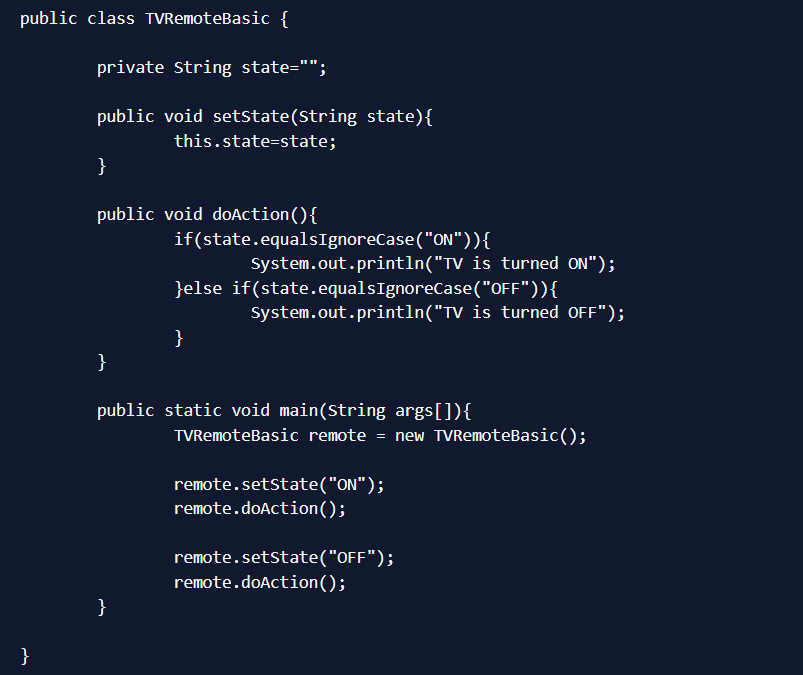 public class TVRemoteBasic {
private String state="";
public void setState(String state){
this.state=state;
}
public void doAction(){
if(state.equalsIgnoreCase("ON")){
System.out.println("TV is turned ON");
}else if(state.equalsIgnoreCase("OFF")){
System.out.println("TV is turned OFF");
}
}
public static void main(String args[]){
TVRemoteBasic remote = new TVRemoteBasic();
remote.setState("ON");
remote.doAction();
remote.setState("OFF");
remote.doAction();
}
}